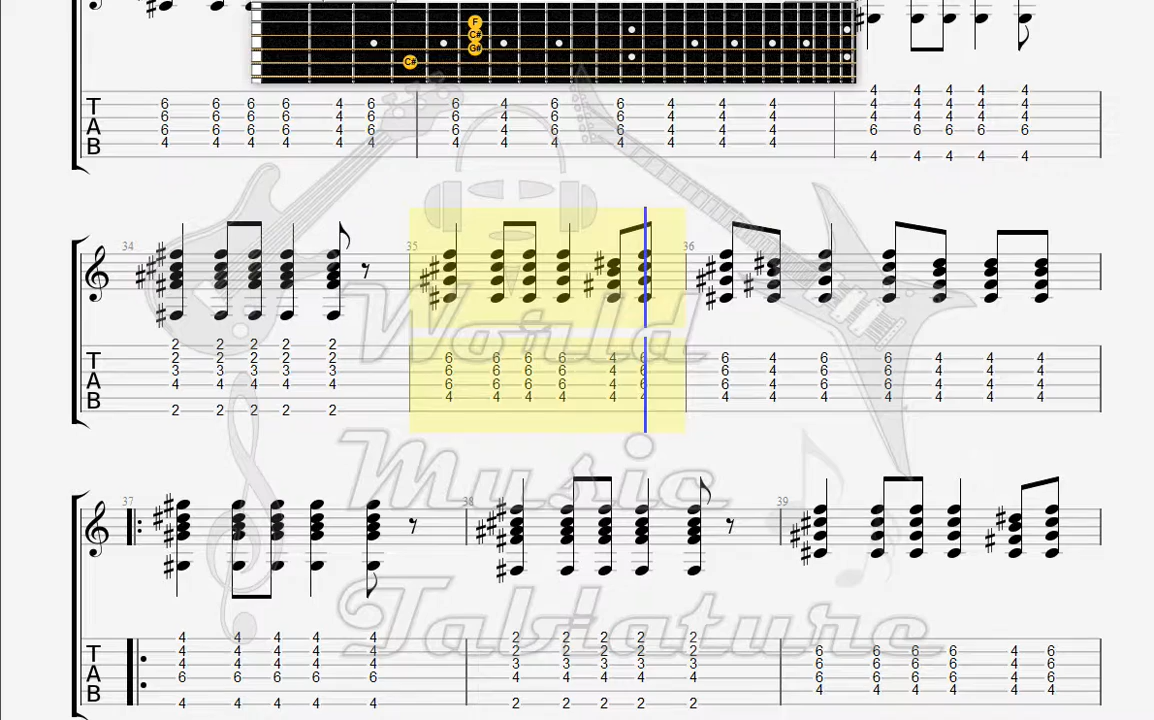 F
C#
G#
C#
4 4 4 4 4
6 6 6 6 4 6 6 4 6 6 4 4 4 4 4 4 4 4
T 6 6 6 6 4 6 6 4 6 6 4 4 4 4 4 4 4 4
A 6 6 6 6 4 6 6 4 6 6 4 4 4 6 6 6 6 6
B 4 4 4 4 4 4 4 4 4 4 4 4 4
4 4 4 4 4
34 35 36
2 2 2 2 2
T 2 2 2 2 2 6 6 6 6 4 6 6 4 6 6 4 4 4
A 3 3 3 3 3 6 6 6 6 4 6 6 4 6 6 4 4 4
4 4 4 4 4 6 6 6 6 4 6 6 4 6 6 4 4 4
B 4 4 4 4 4 4 4 4 4 4 4 4 4
2 2 2 2 2
World
Music
37 38 39
Tablature
4 4 4 4 4 2 2 2 2 2
T 4 4 4 4 4 2 2 2 2 2 6 6 6 6 4 6
A 4 4 4 4 4 3 3 3 3 3 6 6 6 6 4 6
6 6 6 6 6 4 4 4 4 4 6 6 6 6 4 6
B 4 4 4 4 4 4
4 4 4 4 4 2 2 2 2 2